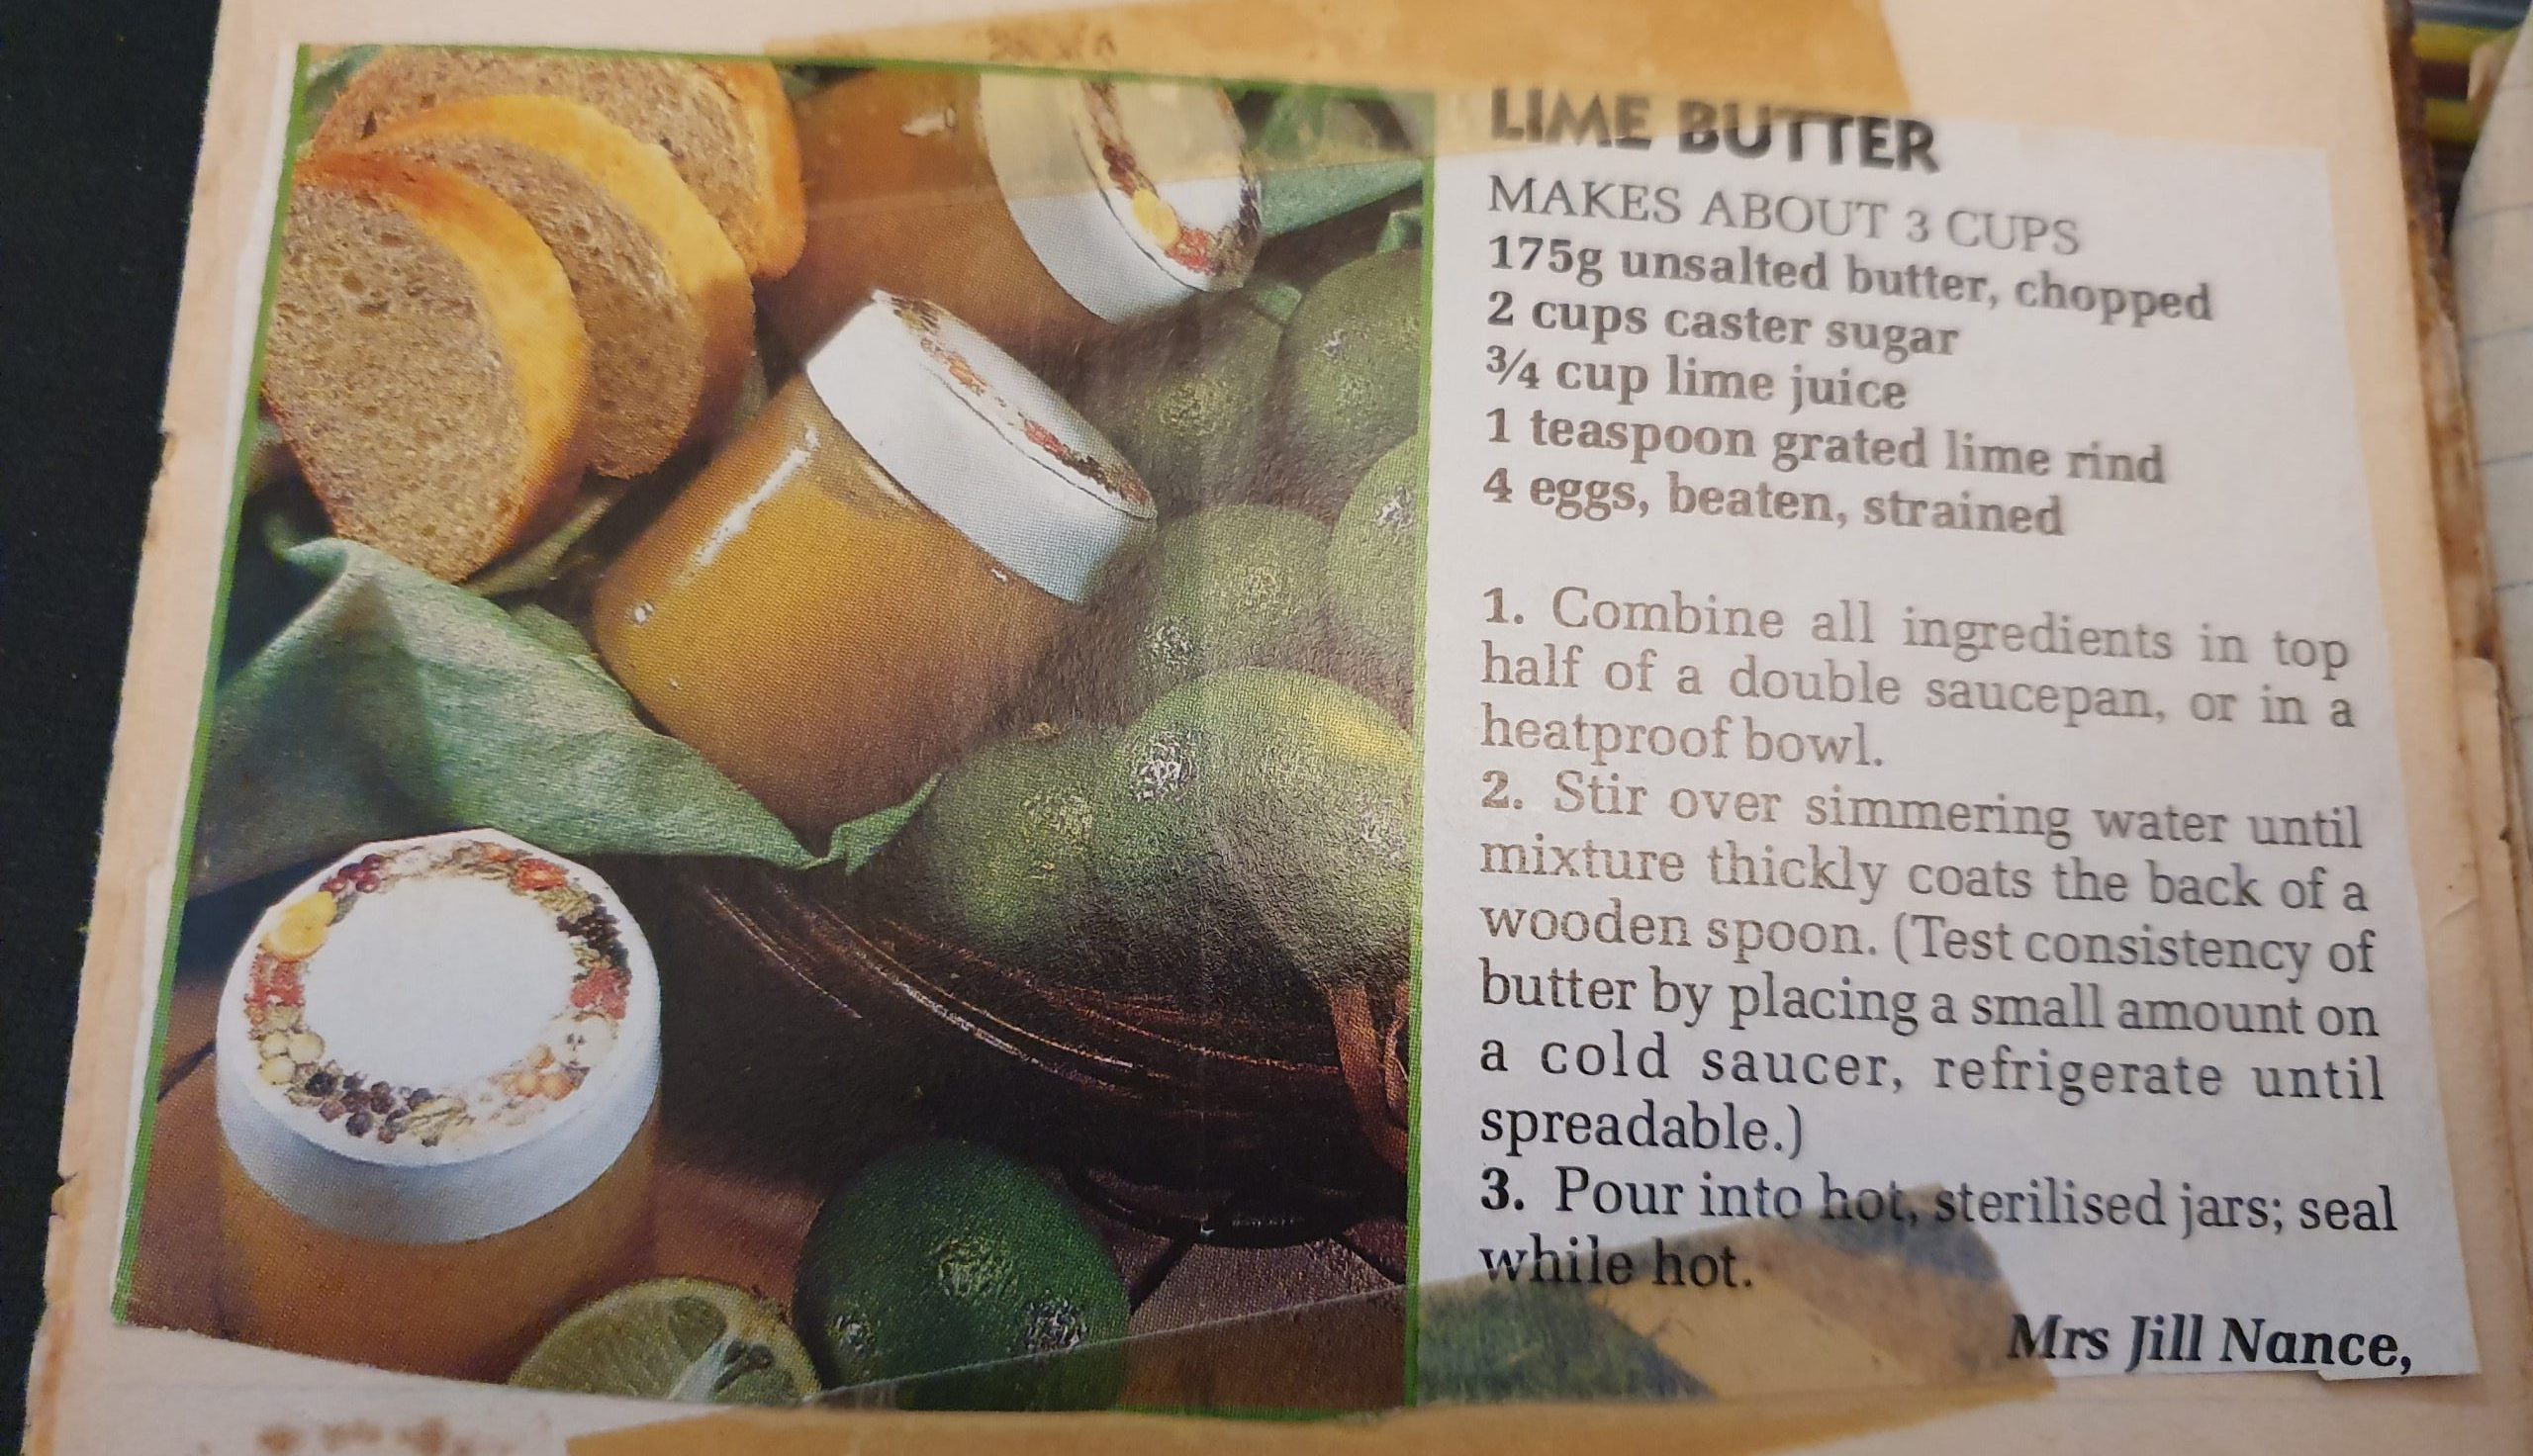 LIME BUTTER
MAKES ABOUT 3 CUPS
175g unsalted butter, chopped
2 cups caster sugar
¾ cup lime juice
1 teaspoon grated lime rind
4 eggs, beaten, strained
1. Combine all ingredients in top
half of a double saucepan, or in a
heatproof bowl.
2. Stir over simmering water until
mixture thickly coats the back of a
wooden spoon. (Test consistency of
butter by placing a small amount on
a cold saucer, refrigerate until
spreadable.)
3. Pour into hot, sterilised jars; seal
while hot.
Mrs Jill Nance,